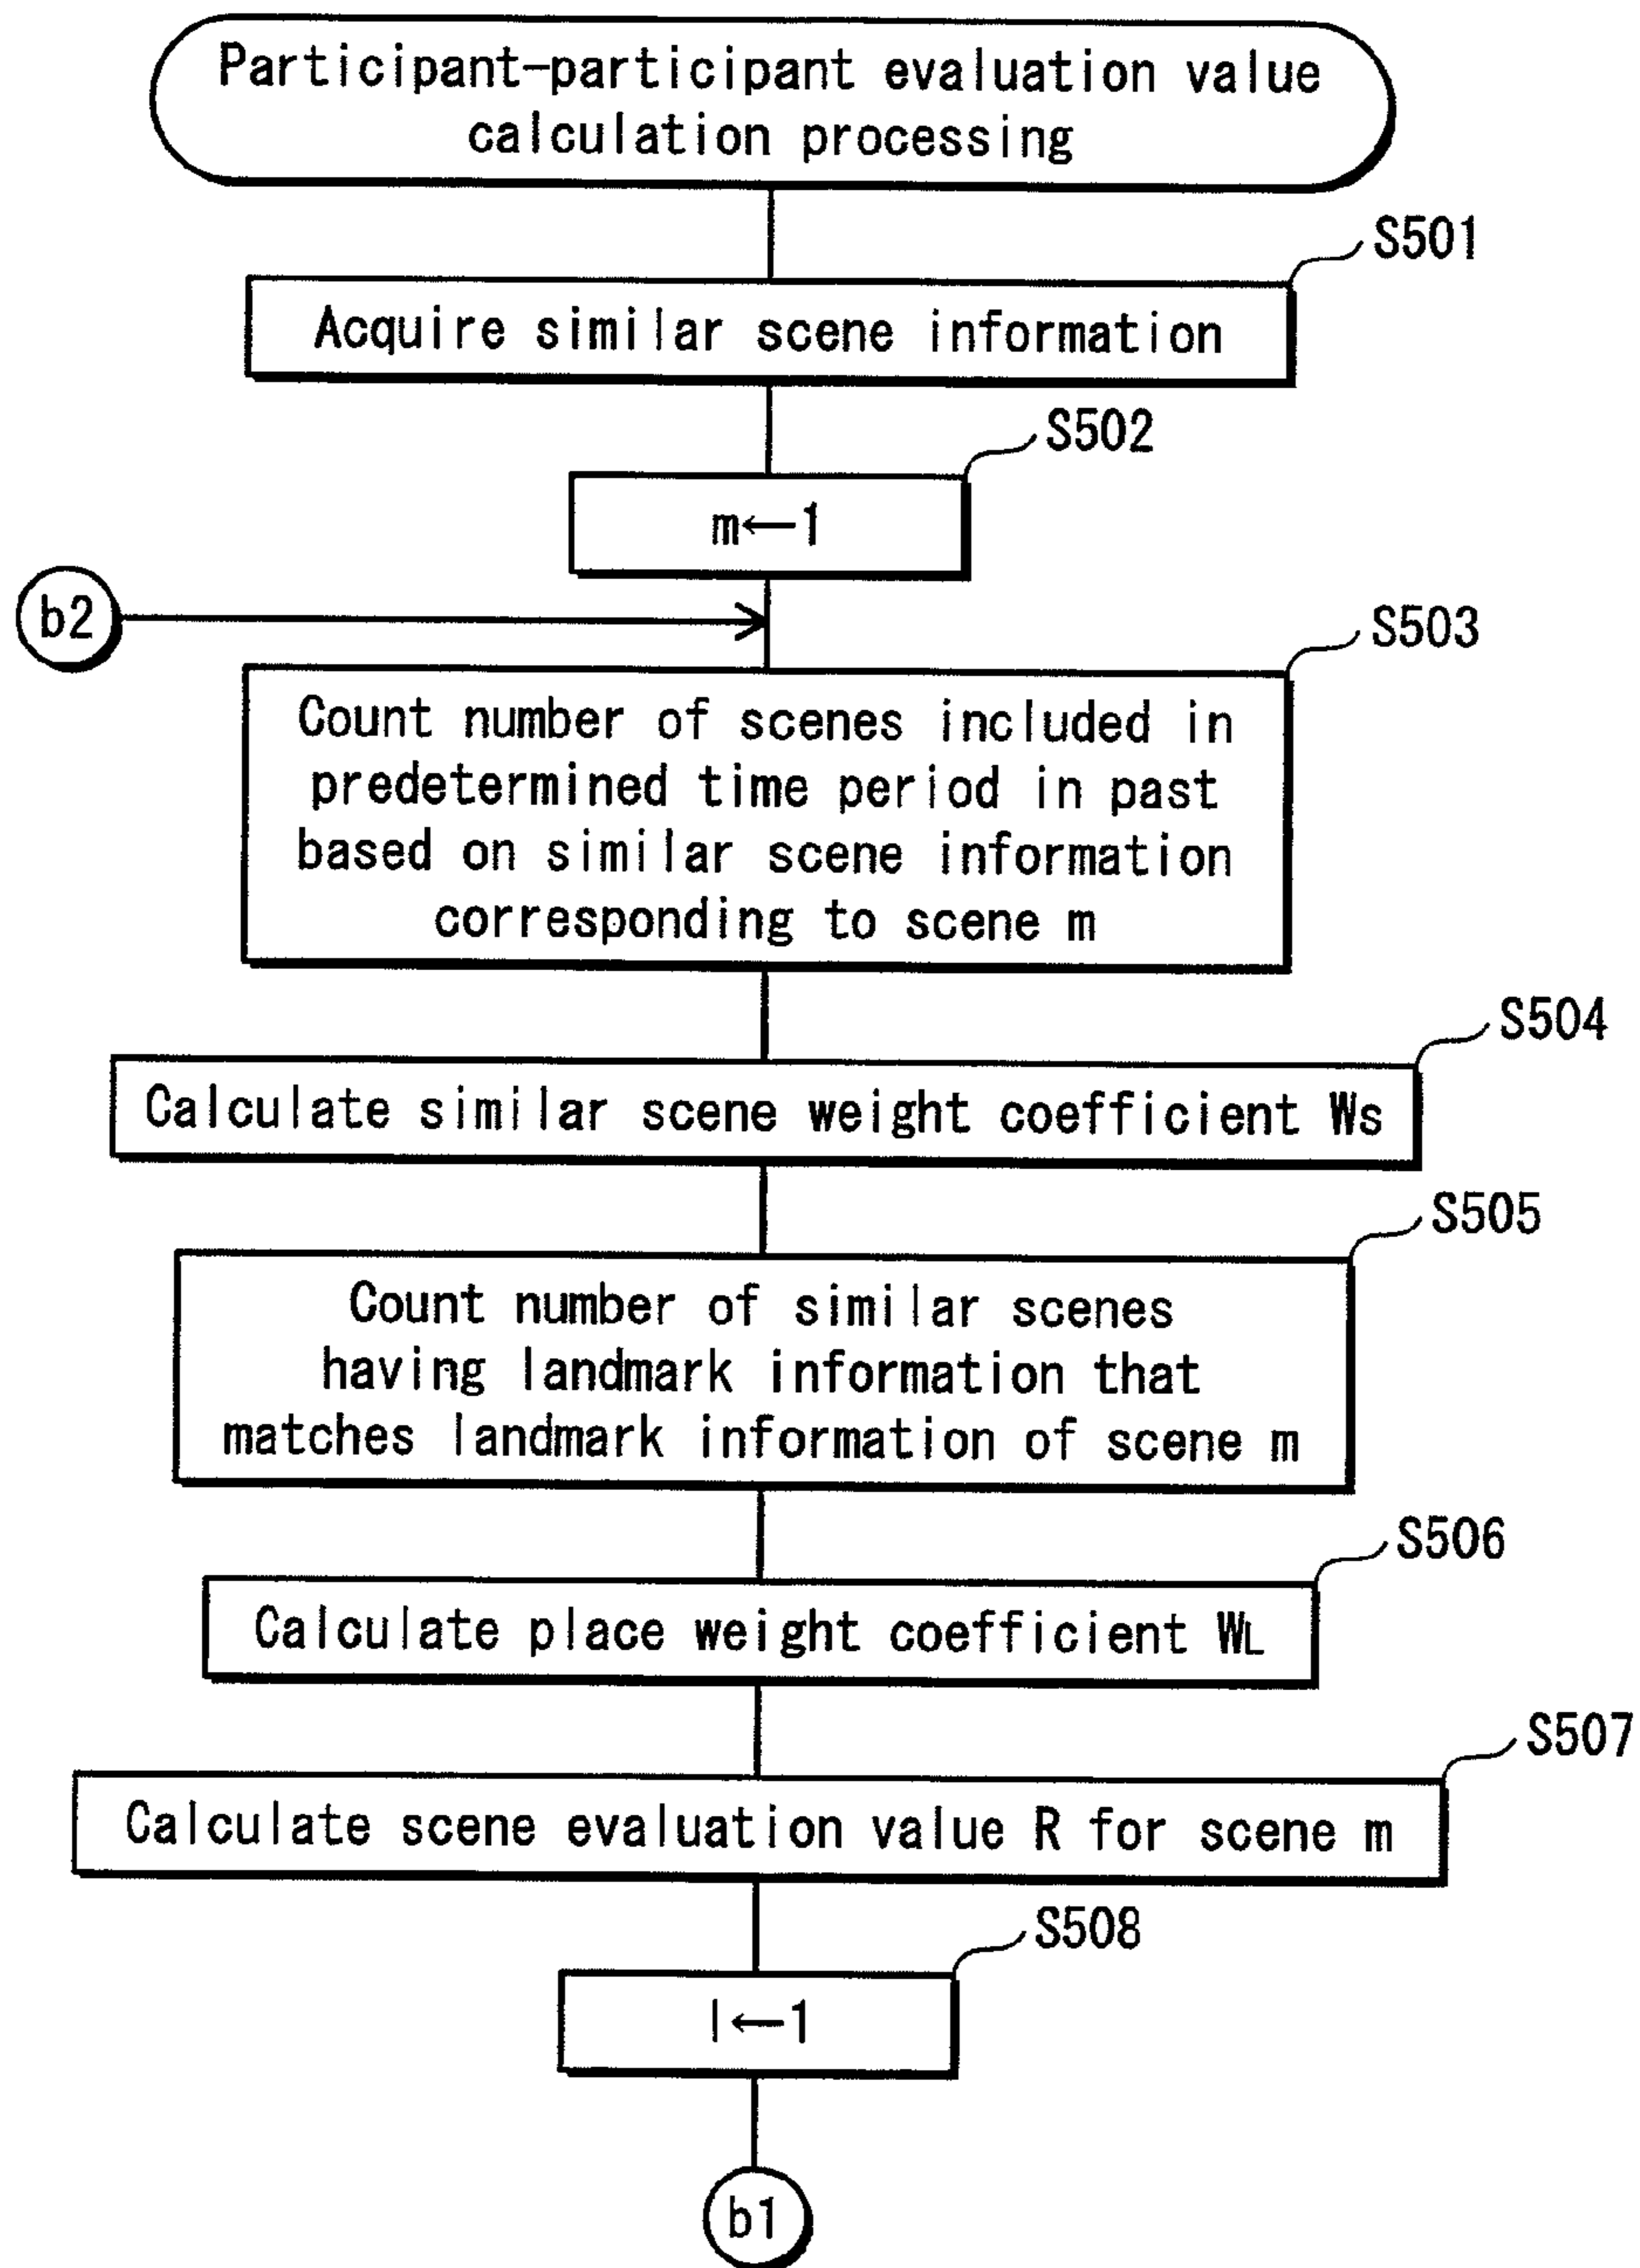 Participant-participant evaluation value
calculation processing
S501
Acquire similar scene information
S502
m←1
b2
S503
Count number of scenes included in
predetermined time period in past
based on similar scene information
corresponding to scene m
S504
Calculate similar scene weight coefficient Ws
S505
Count number of similar scenes
having landmark information that
matches landmark information of scene m
S506
Calculate place weight coefficient WL
S507
Calculate scene evaluation value R for scene m
S508
l←1
b1